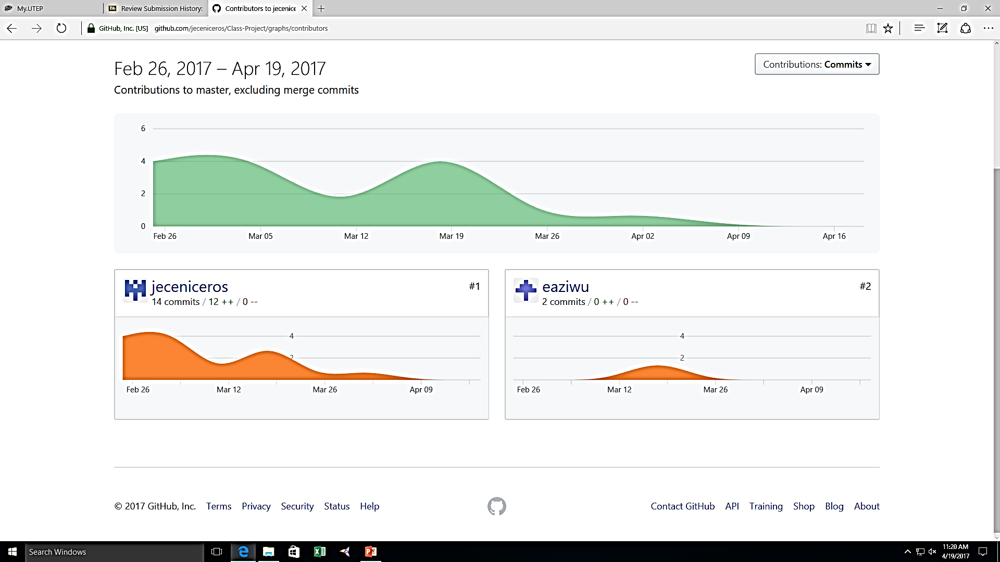 My.UTEP
Bb Review Submission History:
Contributors to jecenice
GitHub, Inc. [US] github.com/jeceniceros/Class-Project/graphs/contributors
Feb 26, 2017 – Apr 19, 2017
Contributions: Commits
Contributions to master, excluding merge commits
6
4
2
0
Feb 26 Mar 05 Mar 12 Mar 19 Mar 26 Apr 02 Apr 09 Apr 16
jeceniceros #1
14 commits / 12 ++ / 0 --
4
2
Feb 26 Mar 12 Mar 26 Apr 09
eaziwu #2
2 commits / 0 ++ / 0 --
4
2
Feb 26 Mar 12 Mar 26 Apr 09
© 2017 GitHub, Inc. Terms Privacy Security Status Help Contact GitHub API Training Shop Blog About
Search Windows
11:20 AM
4/19/2017